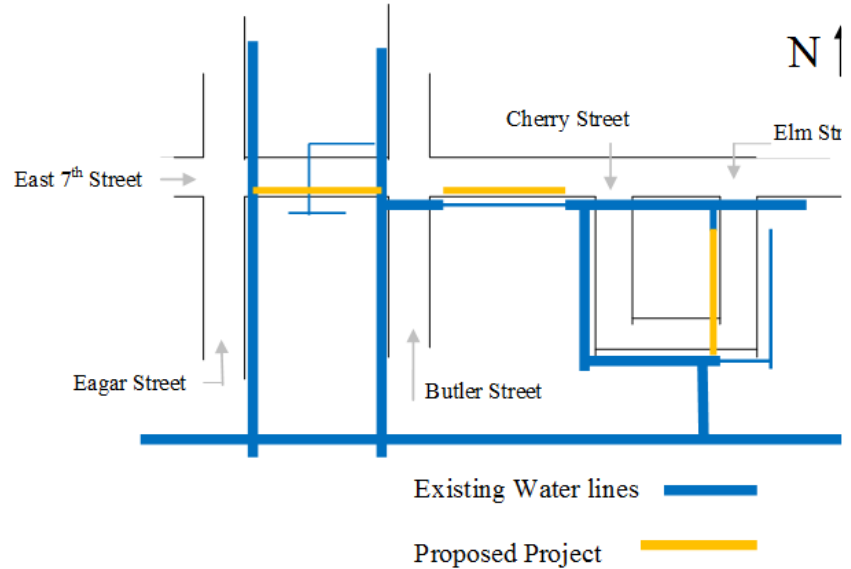 N
Cherry Street
Elm Str
East 7th Street
Eagar Street
Butler Street
Existing Water lines
Proposed Project